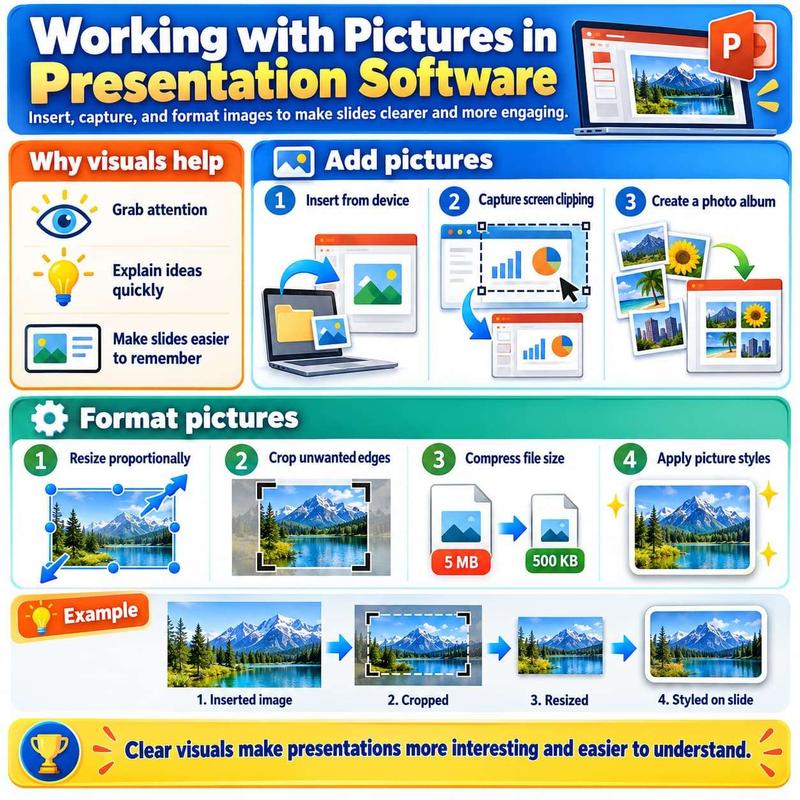 Working with Pictures in
Presentation Software
Insert, capture, and format images to make slides clearer and more engaging.
P
Why visuals help
Grab attention
Explain ideas
quickly
Make slides easier
to remember
Add pictures
1 Insert from device
2 Capture screen clipping
3 Create a photo album
Format pictures
1 Resize proportionally
2 Crop unwanted edges
3 Compress file size
5 MB
500 KB
4 Apply picture styles
Example
1. Inserted image
2. Cropped
3. Resized
4. Styled on slide
Clear visuals make presentations more interesting and easier to understand.